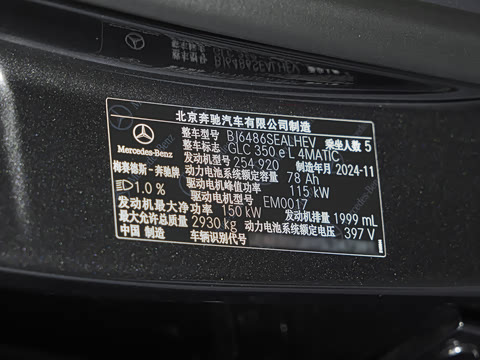 北京奔驰汽车有限公司制造
Mercedes-Benz
梅赛德斯-奔驰牌
整车型号 BJ6486SEALHEV 乘坐人数 5
整车标志 GLC 350 e L 4MATIC
发动机型号 254 920 制造年月 2024-11
动力电池系统额定容量 78 Ah
驱动电机峰值功率 115 kW
1.0 % 驱动电机型号 EM0017
发动机最大净功率 150 kW 发动机排量 1999 mL
最大允许总质量 2930 kg 动力电池系统额定电压 397 V
中国 制造 车辆识别代号